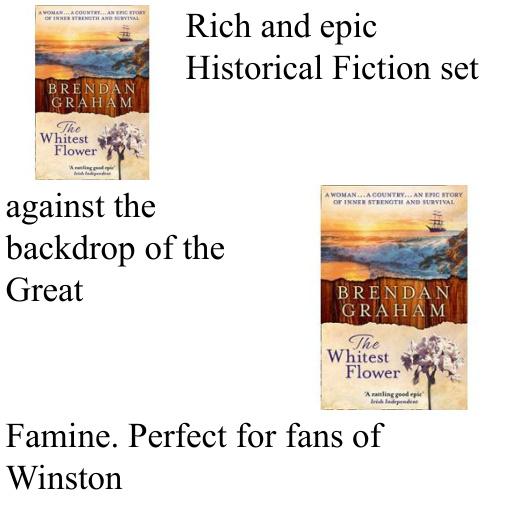 A WOMAN... A COUNTRY... AN EPIC STORY
OF INNER STRENGTH AND SURVIVAL
BRENDAN
GRAHAM
The
Whitest
Flower
'A rattling good epic'
Irish Independent
Rich and epic
Historical Fiction set
against the
backdrop of the
Great
A WOMAN... A COUNTRY... AN EPIC STORY
OF INNER STRENGTH AND SURVIVAL
BRENDAN
GRAHAM
The
Whitest
Flower
'A rattling good epic'
Irish Independent
Famine. Perfect for fans of
Winston